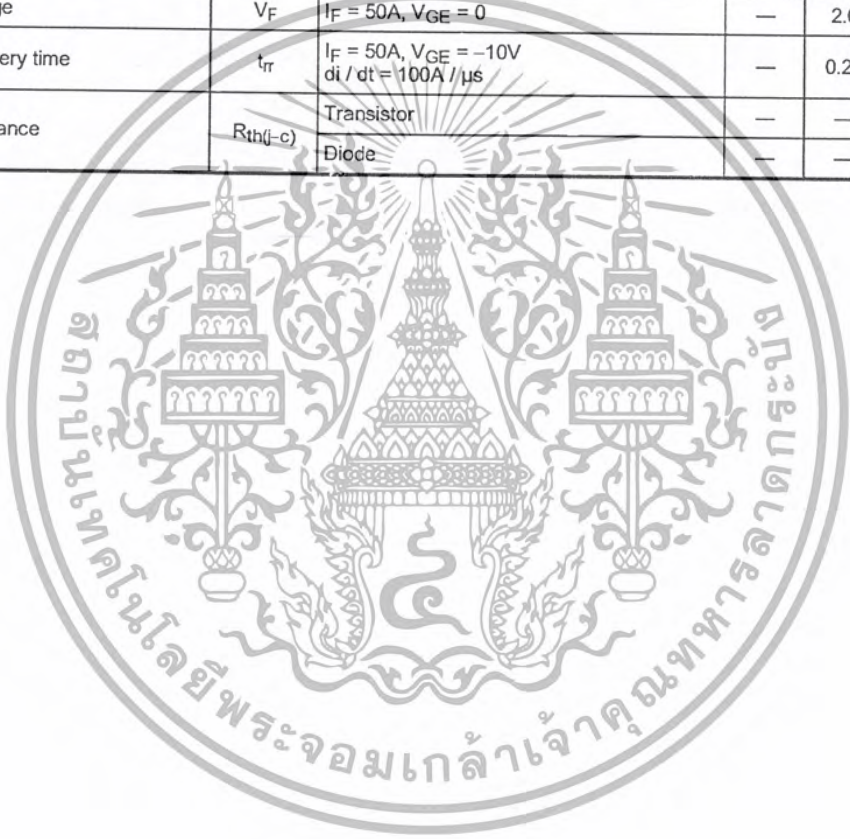 ge V_F I_F = 50A, V_GE = 0 — 2.
ery time t_rr I_F = 50A, V_GE = −10V
di / dt = 100A / μs — 0.2
ance R_th(j−c) Transistor — —
Diode — —
สถาบันเทคโนโลยีพระจอมเกล้าเจ้าคุณทหารลาดกระบัง
๔